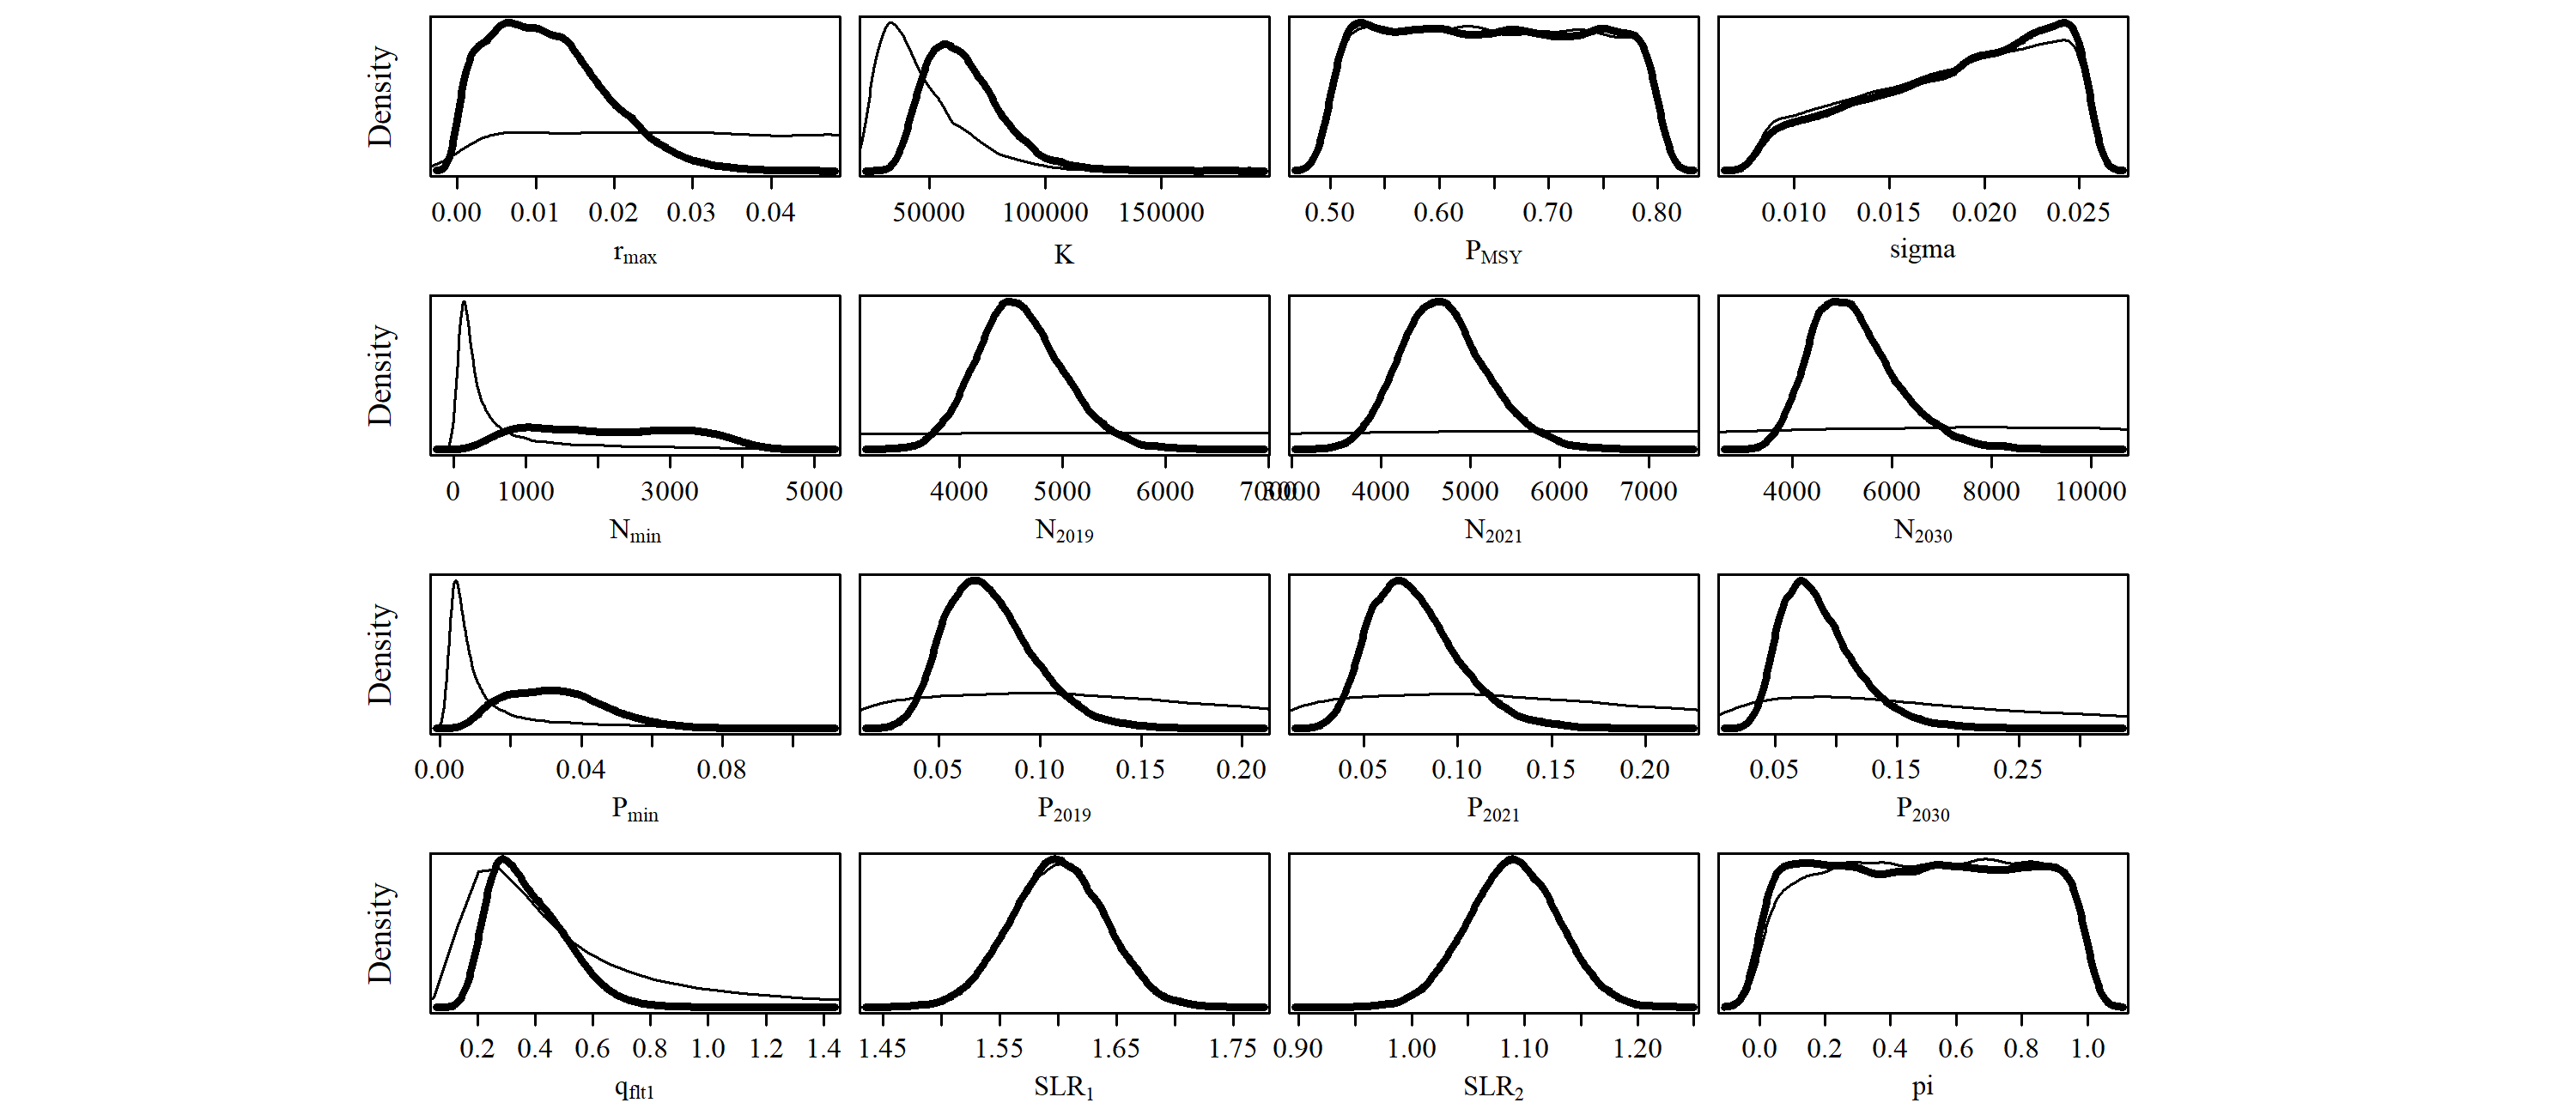 Density
0.00 0.01 0.02 0.03 0.04
50000 100000 150000
0.50 0.60 0.70 0.80
0.010 0.015 0.020 0.025
rmax
K
PMSY
sigma
Density
0 1000 3000 5000
4000 5000 6000 7000
3000 4000 5000 6000 7000
4000 6000 8000 10000
Nmin
N2019
N2021
N2030
Density
0.00 0.04 0.08
0.05 0.10 0.15 0.20
0.05 0.10 0.15 0.20
0.05 0.15 0.25
Pmin
P2019
P2021
P2030
Density
0.2 0.4 0.6 0.8 1.0 1.2 1.4
1.45 1.55 1.65 1.75
0.90 1.00 1.10 1.20
0.0 0.2 0.4 0.6 0.8 1.0
qflt1
SLR1
SLR2
pi